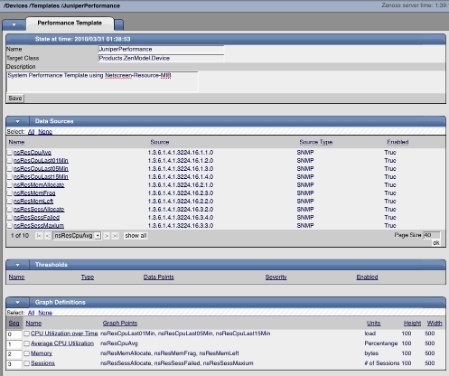 /Devices /Templates /JuniperPerformance
Zenoss server time: 1:39
Performance Template
State at time: 2010/03/31 01:38:53
Name JuniperPerformance
Target Class Products.ZenModel.Device
Description
System Performance Template using Netscreen-Resource-MIB
Save
Data Sources
Select: All None
Name Source Source Type Enabled
nsResCpuAvg 1.3.6.1.4.1.3224.16.1.1.0 SNMP True
nsResCpuLast01Min 1.3.6.1.4.1.3224.16.1.2.0 SNMP True
nsResCpuLast05Min 1.3.6.1.4.1.3224.16.1.3.0 SNMP True
nsResCpuLast15Min 1.3.6.1.4.1.3224.16.1.4.0 SNMP True
nsResMemAllocate 1.3.6.1.4.1.3224.16.2.1.0 SNMP True
nsResMemFrag 1.3.6.1.4.1.3224.16.2.3.0 SNMP True
nsResMemLeft 1.3.6.1.4.1.3224.16.2.2.0 SNMP True
nsResSessAllocate 1.3.6.1.4.1.3224.16.3.2.0 SNMP True
nsResSessFailed 1.3.6.1.4.1.3224.16.3.4.0 SNMP True
nsResSessMaxium 1.3.6.1.4.1.3224.16.3.3.0 SNMP True
1 of 10 |< < nsResCpuAvg > >| show all Page Size 40 ok
Thresholds
Name Type Data Points Severity Enabled
Graph Definitions
Select: All None
Seq Name Graph Points Units Height Width
0 CPU Utilization over Time nsResCpuLast01Min, nsResCpuLast05Min, nsResCpuLast15Min load 100 500
1 Average CPU Utilization nsResCpuAvg Percentange 100 500
2 Memory nsResMemAllocate, nsResMemFrag, nsResMemLeft bytes 100 500
3 Sessions nsResSessAllocate, nsResSessFailed, nsResSessMaxium # of Sessions 100 500